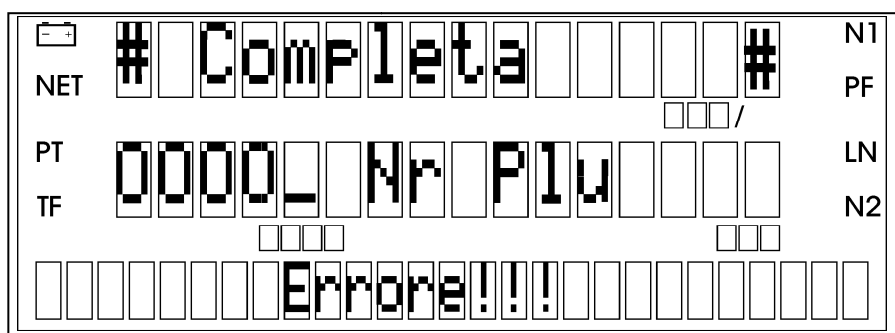 - + N1
# Completa #
NET PF
/
PT LN
0000_ Nr Plu
TF N2
Errore!!!